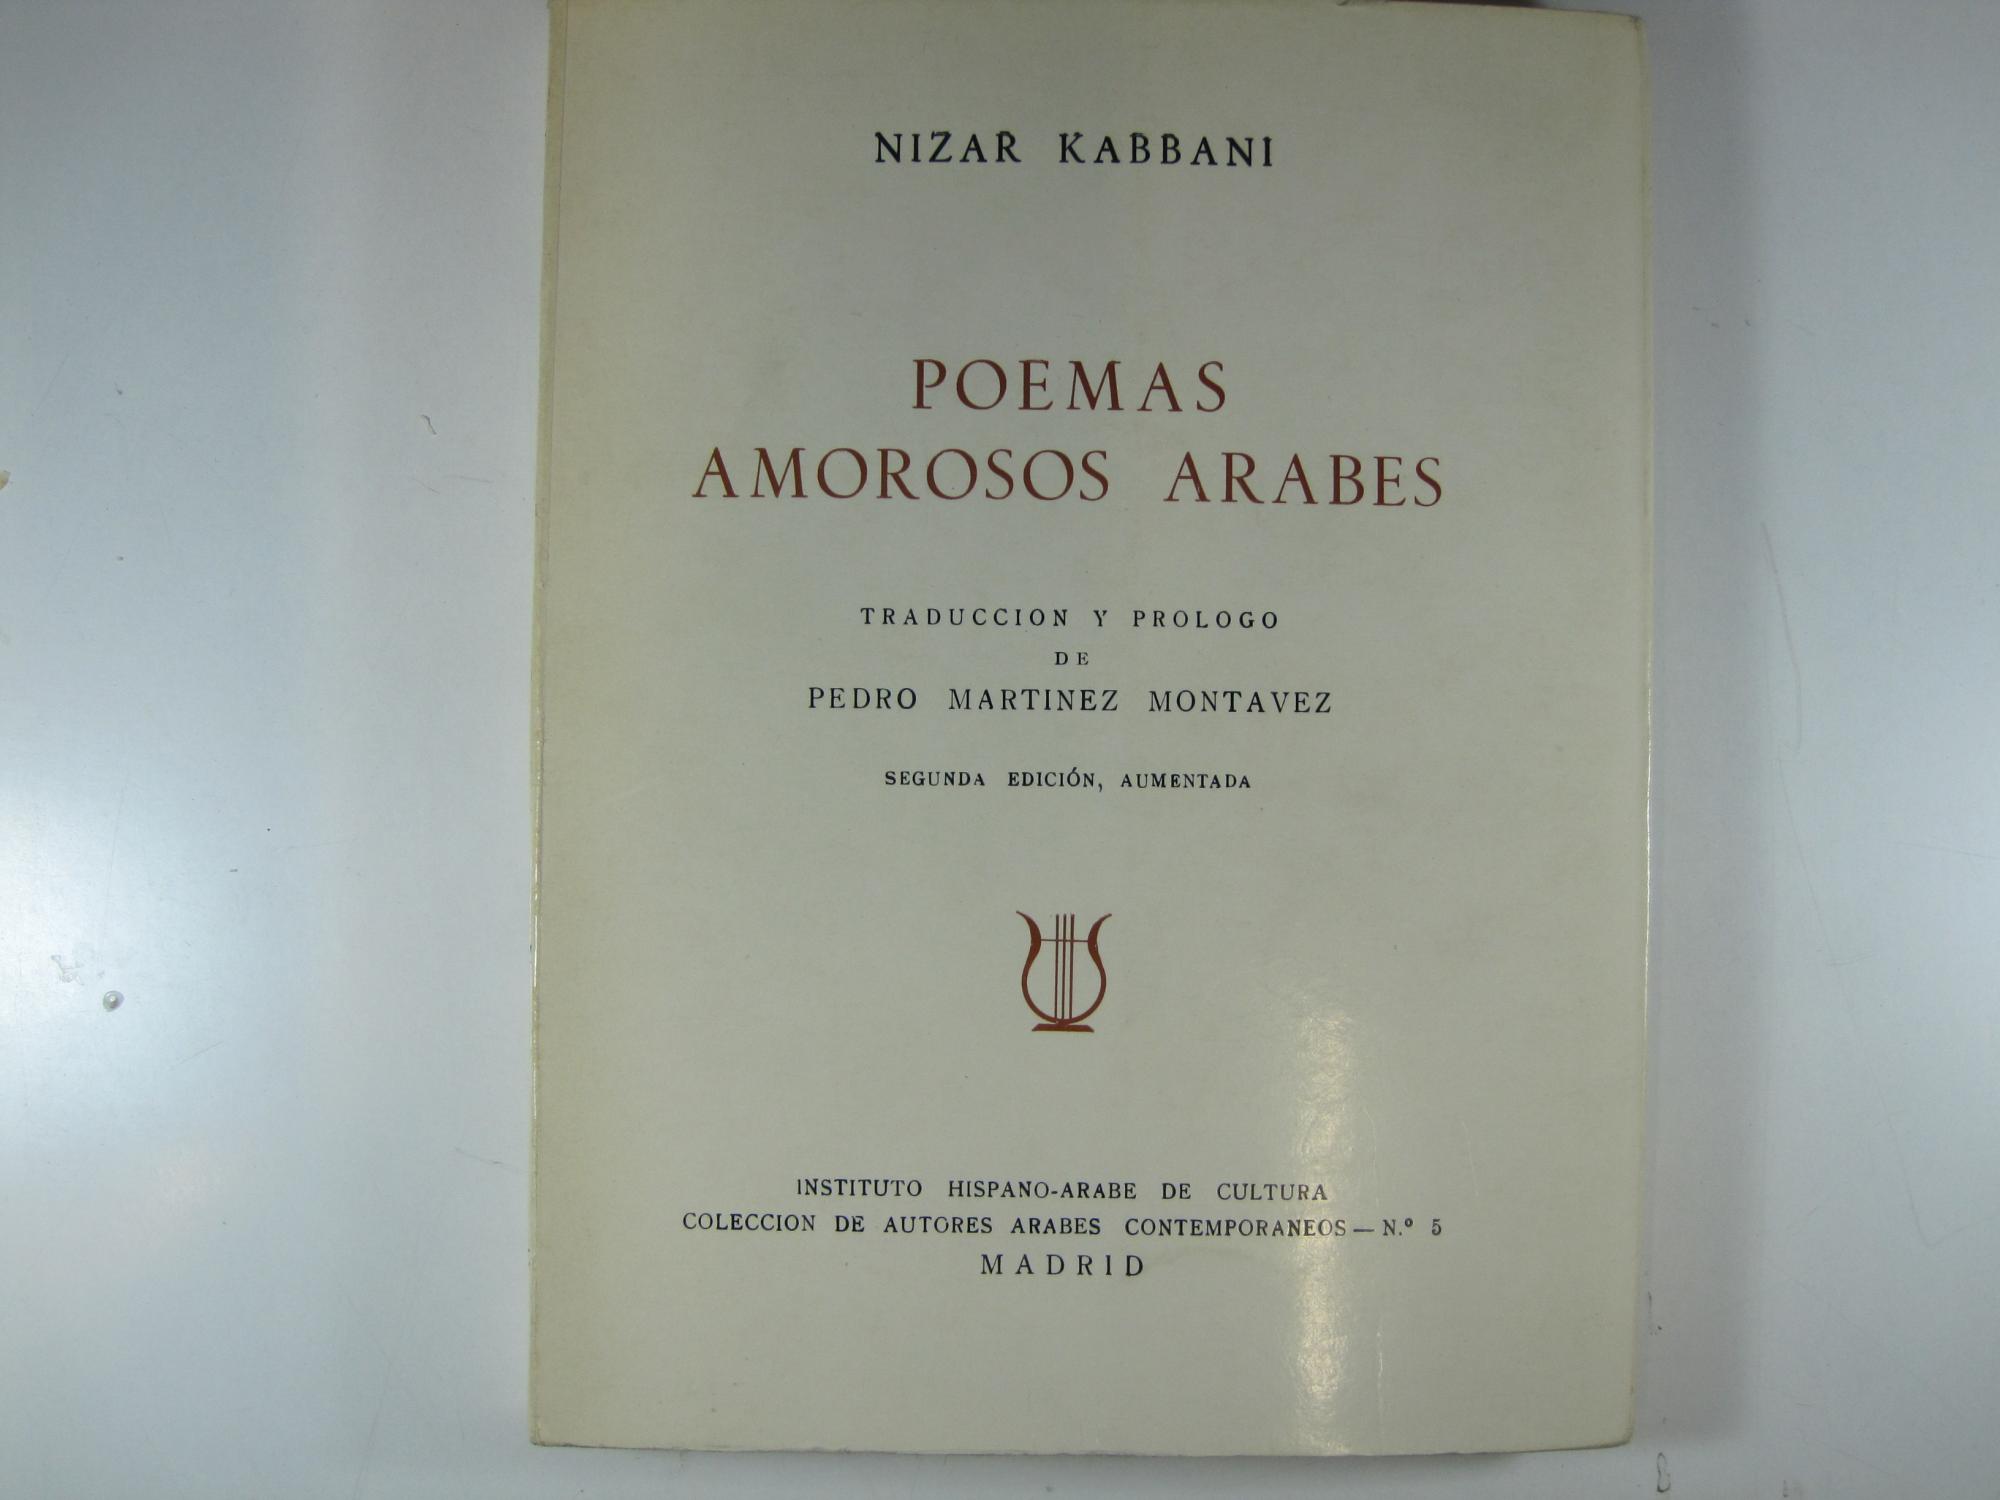 NIZAR KABBANI
POEMAS
AMOROSOS ARABES
TRADUCCION Y PROLOGO
DE
PEDRO MARTINEZ MONTAVEZ
SEGUNDA EDICIÓN, AUMENTADA
INSTITUTO HISPANO-ARABE DE CULTURA
COLECCION DE AUTORES ARABES CONTEMPORANEOS — N.º 5
MADRID